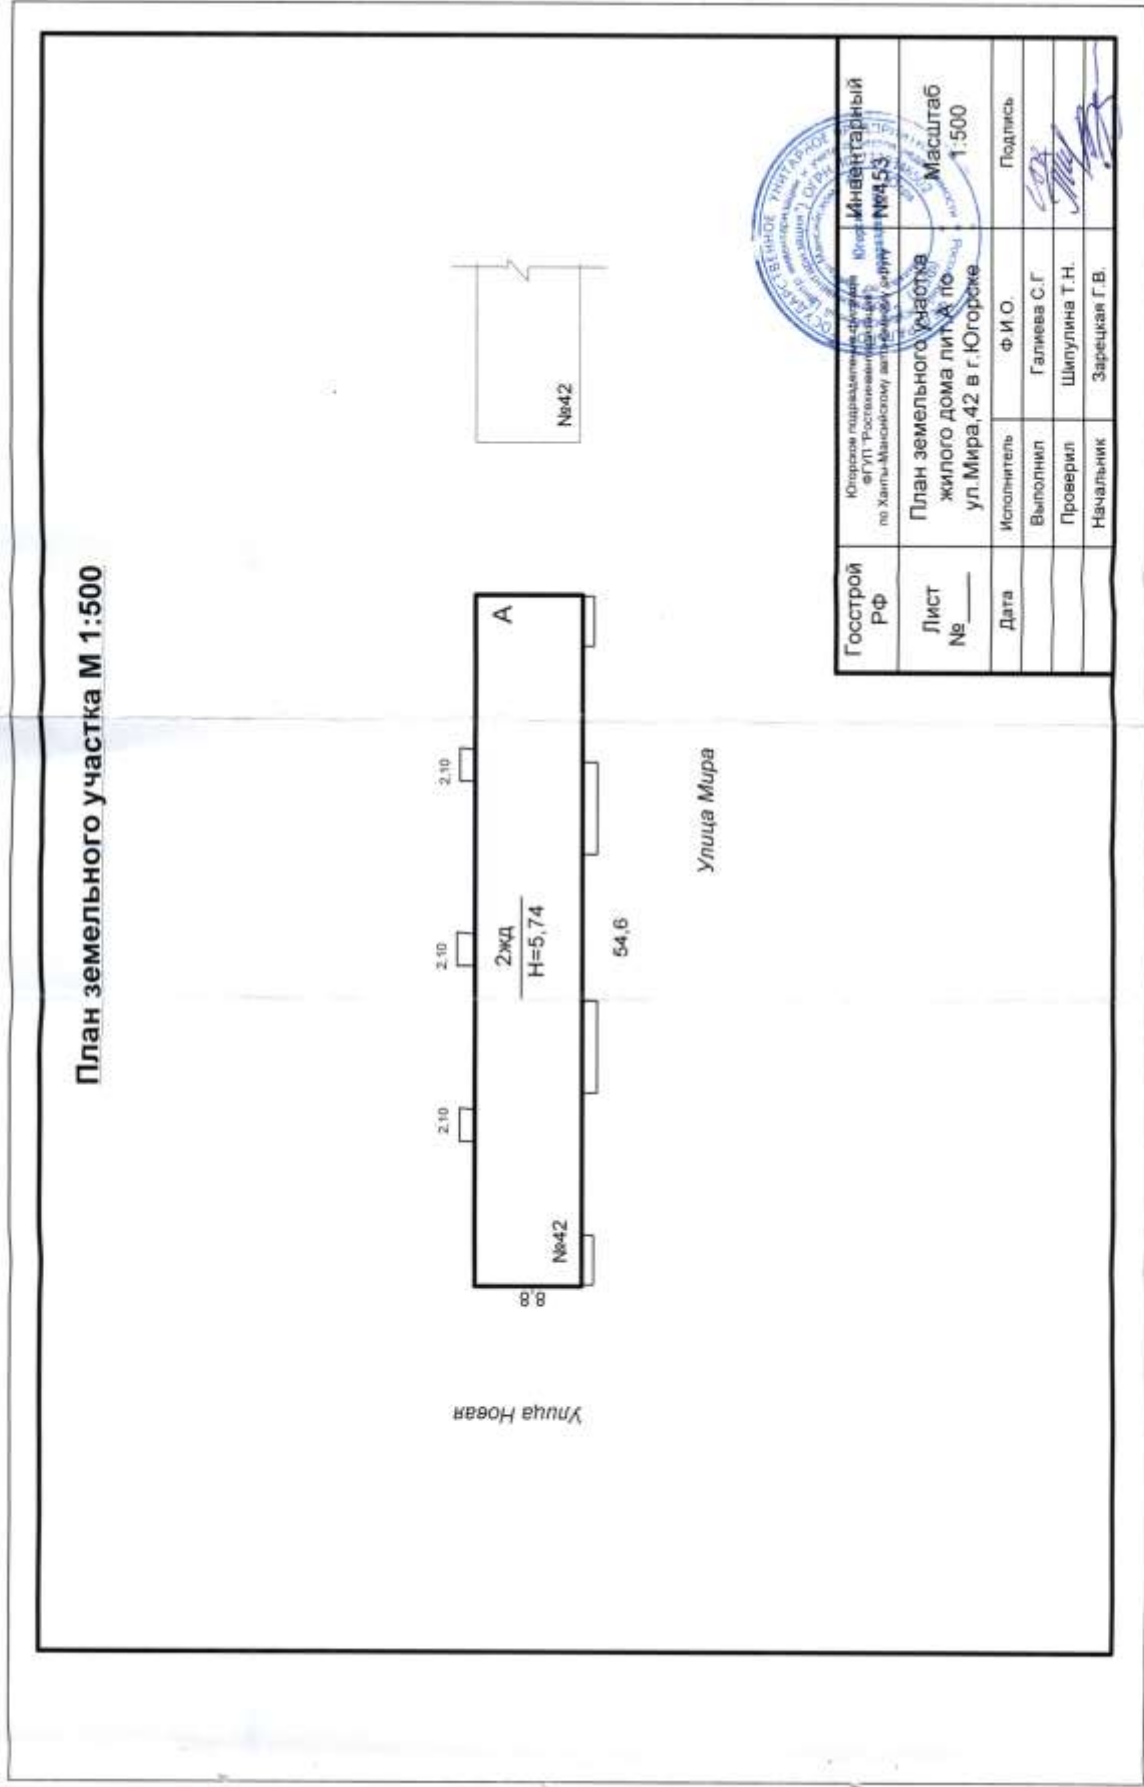 План земельного участка М 1:500
2,10
2,10
2,10
А
2жд
Н=5,74
№42
№42
8,8
54,6
Улица Новая
Улица Мира
Госстрой
РФ
Югорское подразделение филиала
ФГУП "Ростехинвентаризация"
по Ханты-Мансийскому автономному округу
Инвентарный
№453
Лист
№____
План земельного участка
жилого дома лит.А по
ул.Мира,42 в г.Югорске
Масштаб
1:500
Дата
Исполнитель
Ф.И.О.
Подпись
Выполнил
Галиева С.Г
Проверил
Шипулина Т.Н.
Начальник
Зарецкая Г.В.